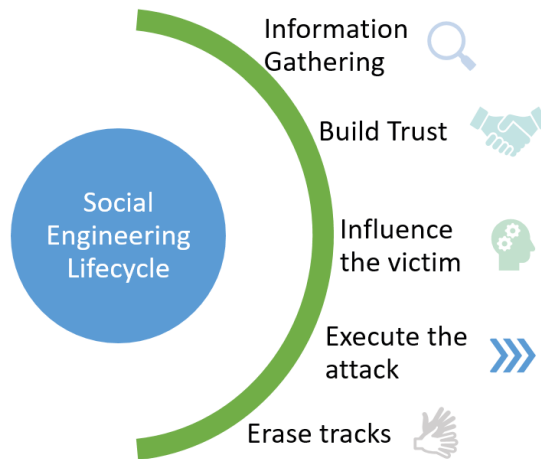 Information
Gathering
Build Trust
Social
Engineering
Lifecycle
Influence
the victim
Execute the
attack
Erase tracks